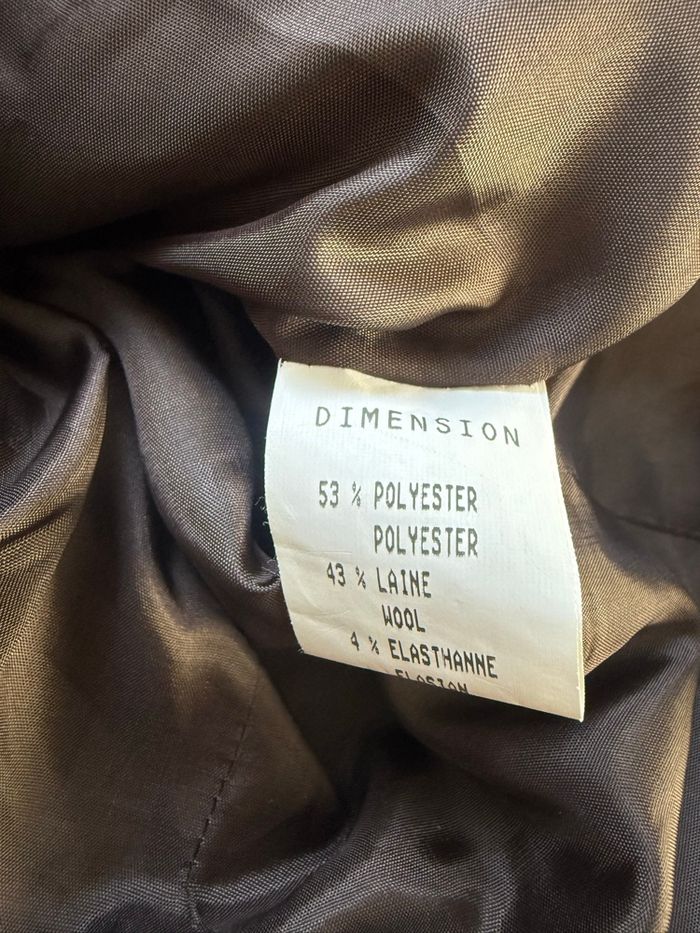 DIMENSION
53 % POLYESTER
POLYESTER
43 % LAINE
WOOL
4 % ELASTHANNE